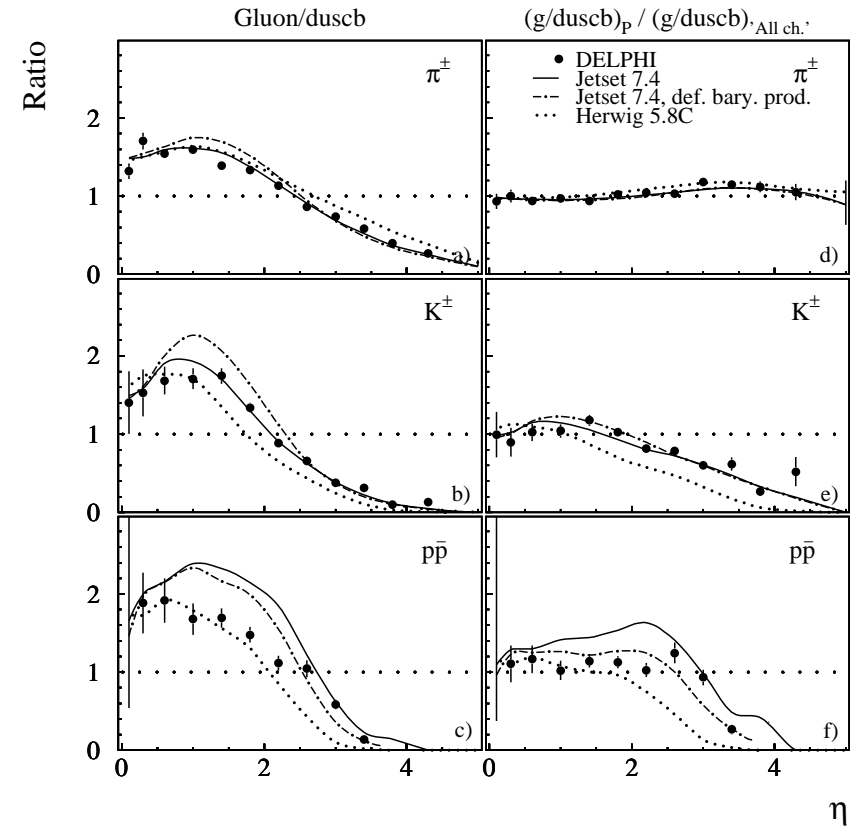 Gluon/duscb
(g/duscb)P / (g/duscb),All ch.,
Ratio
π±
π±
DELPHI
Jetset 7.4
Jetset 7.4, def. bary. prod.
Herwig 5.8C
2
1
0
a)
d)
K±
K±
2
1
0
b)
e)
pp̄
pp̄
2
1
0
c)
f)
0 2 4 0 2 4
η